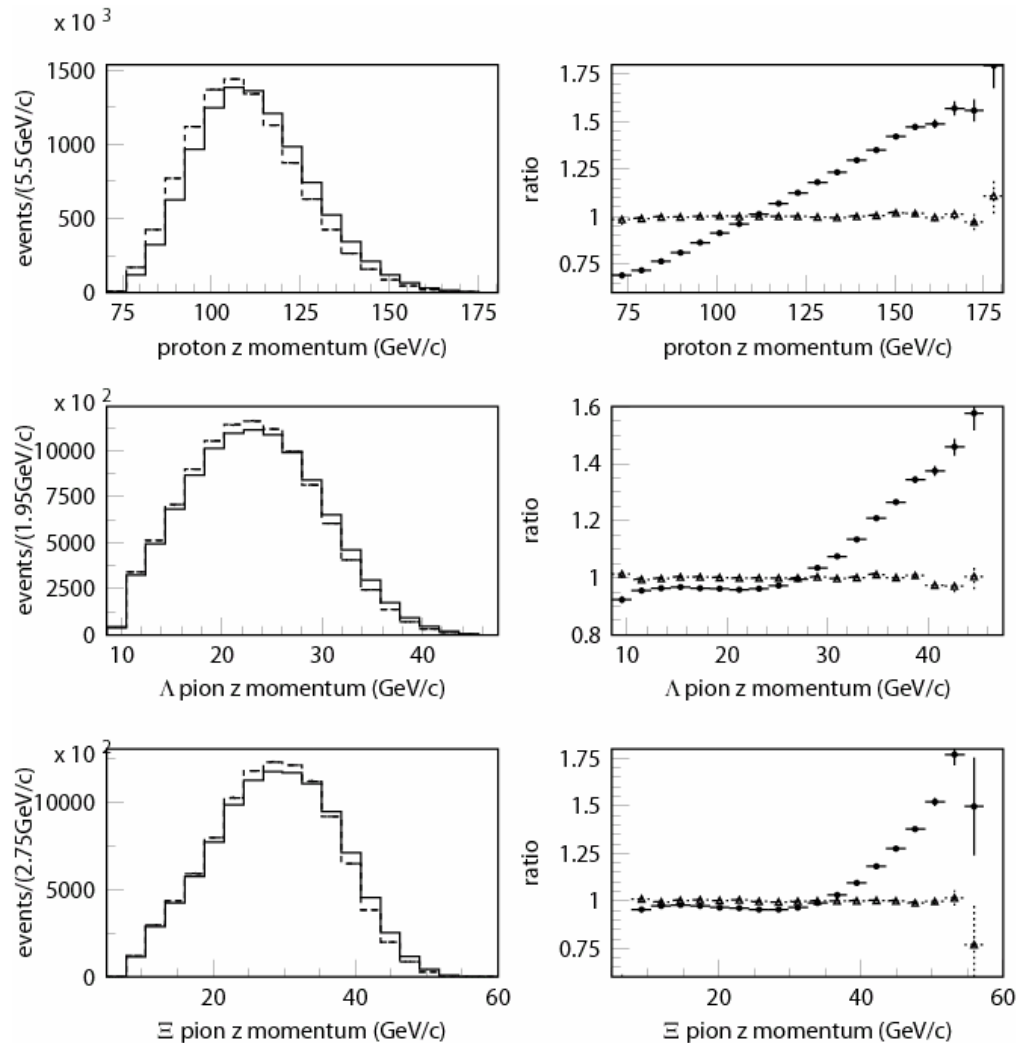 x 10 3
events/(5.5GeV/c)
1500
1000
500
0
75 100 125 150 175
proton z momentum (GeV/c)
ratio
1.75
1.5
1.25
1
0.75
75 100 125 150 175
proton z momentum (GeV/c)
x 10 2
events/(1.95GeV/c)
10000
7500
5000
2500
0
10 20 30 40
Λ pion z momentum (GeV/c)
ratio
1.6
1.4
1.2
1
0.8
10 20 30 40
Λ pion z momentum (GeV/c)
x 10 2
events/(2.75GeV/c)
10000
5000
0
20 40 60
Ξ pion z momentum (GeV/c)
ratio
1.75
1.5
1.25
1
0.75
20 40 60
Ξ pion z momentum (GeV/c)